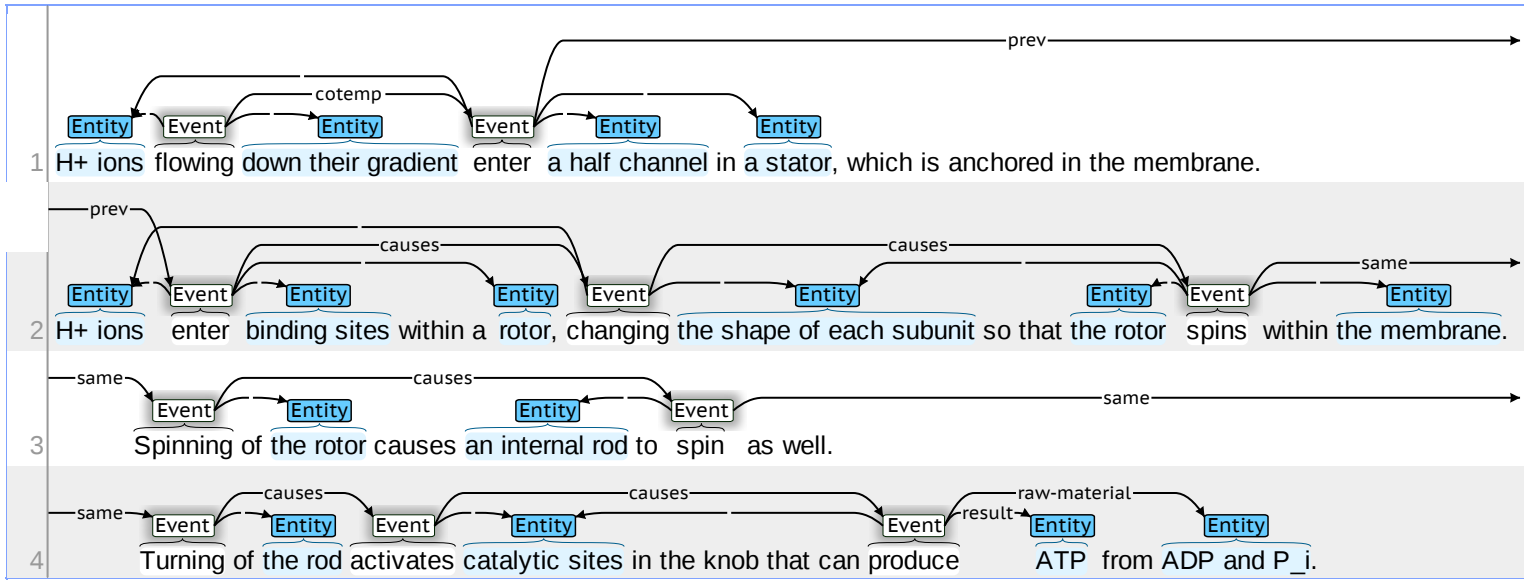 prev
cotemp
Entity Event Entity Event Entity Entity
1 H+ ions flowing down their gradient enter a half channel in a stator, which is anchored in the membrane.
prev
causes causes
same
Entity Event Entity Entity Event Entity Entity Event Entity
2 H+ ions enter binding sites within a rotor, changing the shape of each subunit so that the rotor spins within the membrane.
same causes
same
Event Entity Entity Event
3 Spinning of the rotor causes an internal rod to spin as well.
causes causes raw-material
same result
Event Entity Event Entity Event Entity Entity
4 Turning of the rod activates catalytic sites in the knob that can produce ATP from ADP and P_i.